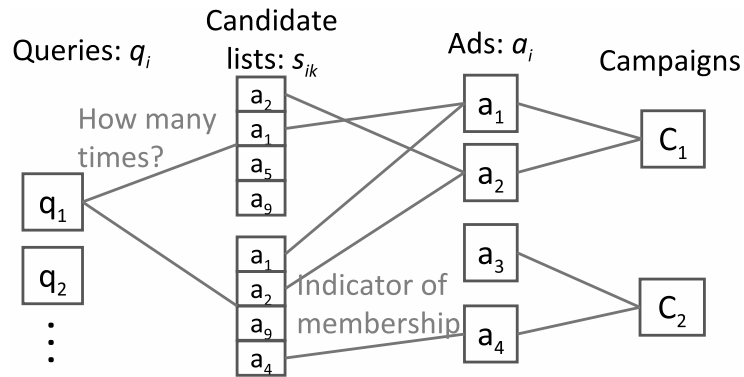 Queries: qᵢ
Candidate
lists: sᵢₖ
Ads: aᵢ
Campaigns
How many
times?
q₁
q₂
a₂
a₁
a₅
a₉
a₁
a₂
a₉
a₄
Indicator of
membership
a₁
a₂
a₃
a₄
C₁
C₂